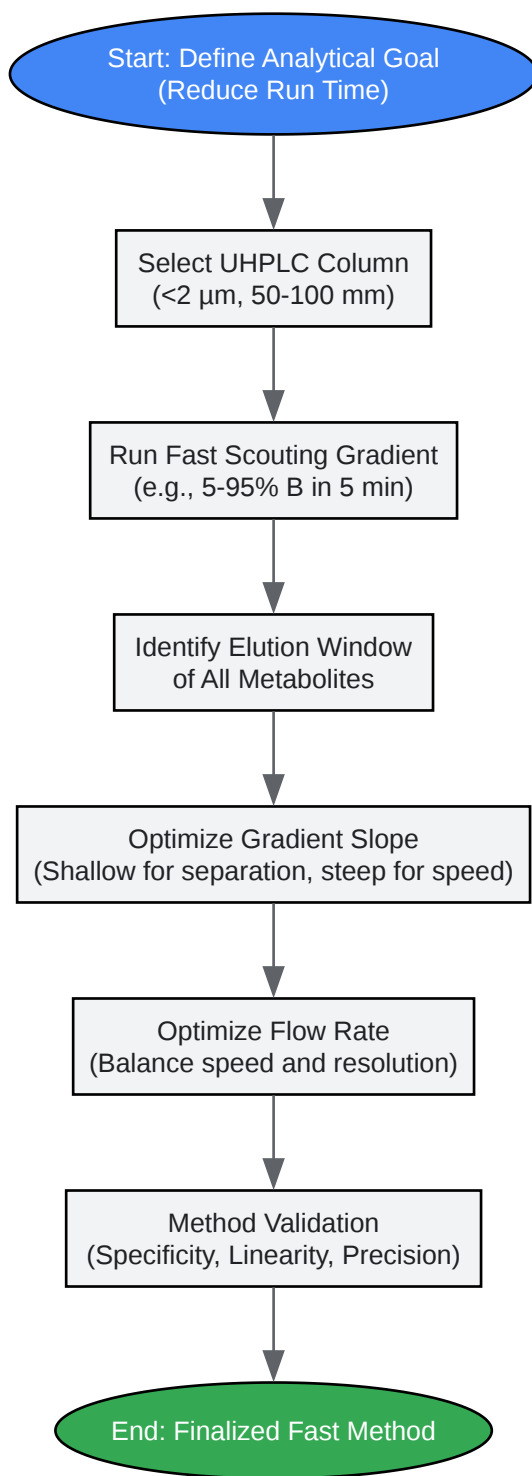 Start: Define Analytical Goal
(Reduce Run Time)
Select UHPLC Column
(<2 µm, 50-100 mm)
Run Fast Scouting Gradient
(e.g., 5-95% B in 5 min)
Identify Elution Window
of All Metabolites
Optimize Gradient Slope
(Shallow for separation, steep for speed)
Optimize Flow Rate
(Balance speed and resolution)
Method Validation
(Specificity, Linearity, Precision)
End: Finalized Fast Method